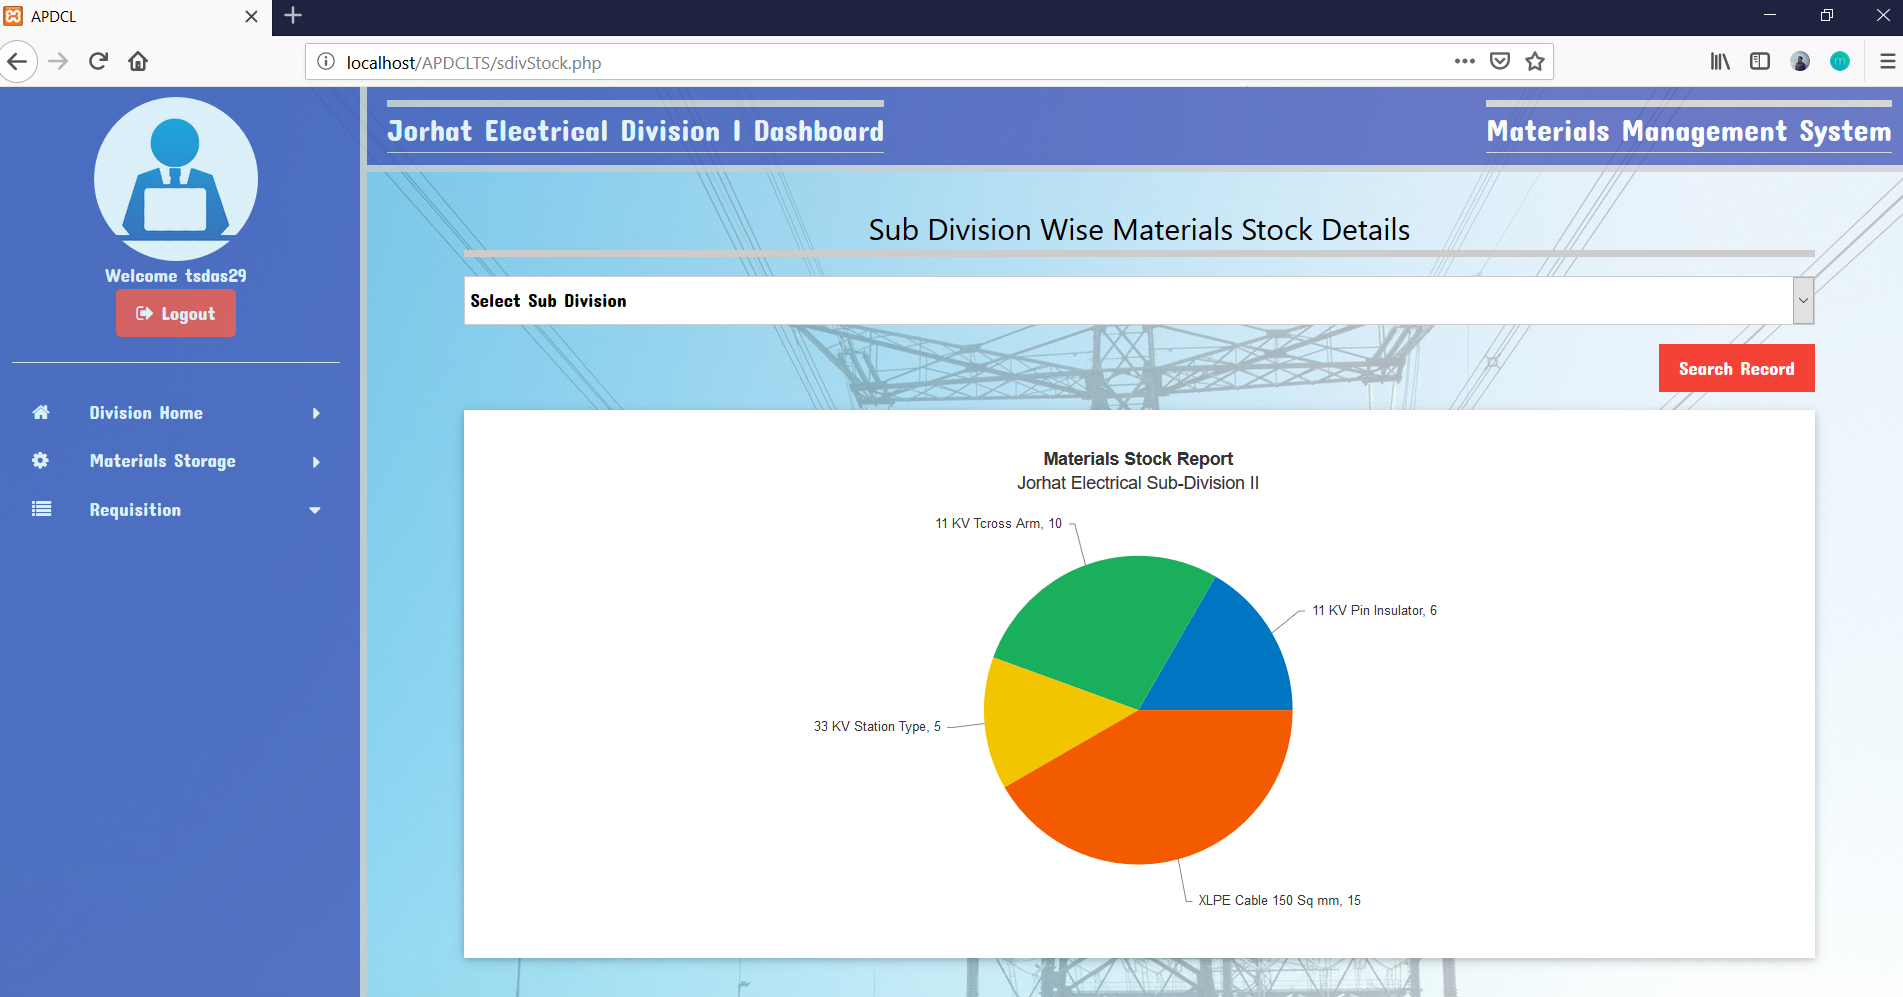 APDCL
localhost/APDCLTS/sdivStock.php
Jorhat Electrical Division I Dashboard
Materials Management System
Welcome tsdas29
Logout
Division Home
Materials Storage
Requisition
Sub Division Wise Materials Stock Details
Select Sub Division
Search Record
Materials Stock Report
Jorhat Electrical Sub-Division II
11 KV Tcross Arm, 10
11 KV Pin Insulator, 6
33 KV Station Type, 5
XLPE Cable 150 Sq mm, 15